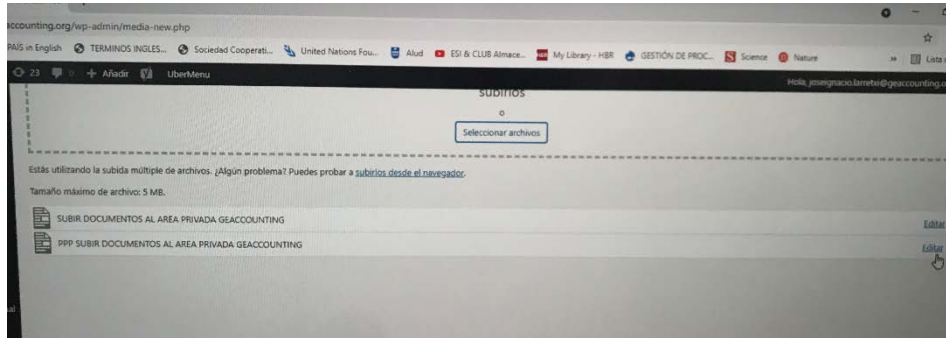 accounting.org/wp-admin/media-new.php
PAÍS in English TERMINOS INGLES... Sociedad Cooperati... United Nations Fou... Alud ESI & CLUB Almace... My Library - HBR GESTIÓN DE PROC... Science Nature » Lista
23 0 + Añadir UberMenu Hola, joseignacio.larretxi@geaccounting.o
subirlos
o
Seleccionar archivos
Estás utilizando la subida múltiple de archivos. ¿Algún problema? Puedes probar a subirlos desde el navegador.
Tamaño máximo de archivo: 5 MB.
SUBIR DOCUMENTOS AL AREA PRIVADA GEACCOUNTING Editar
PPP SUBIR DOCUMENTOS AL AREA PRIVADA GEACCOUNTING Editar